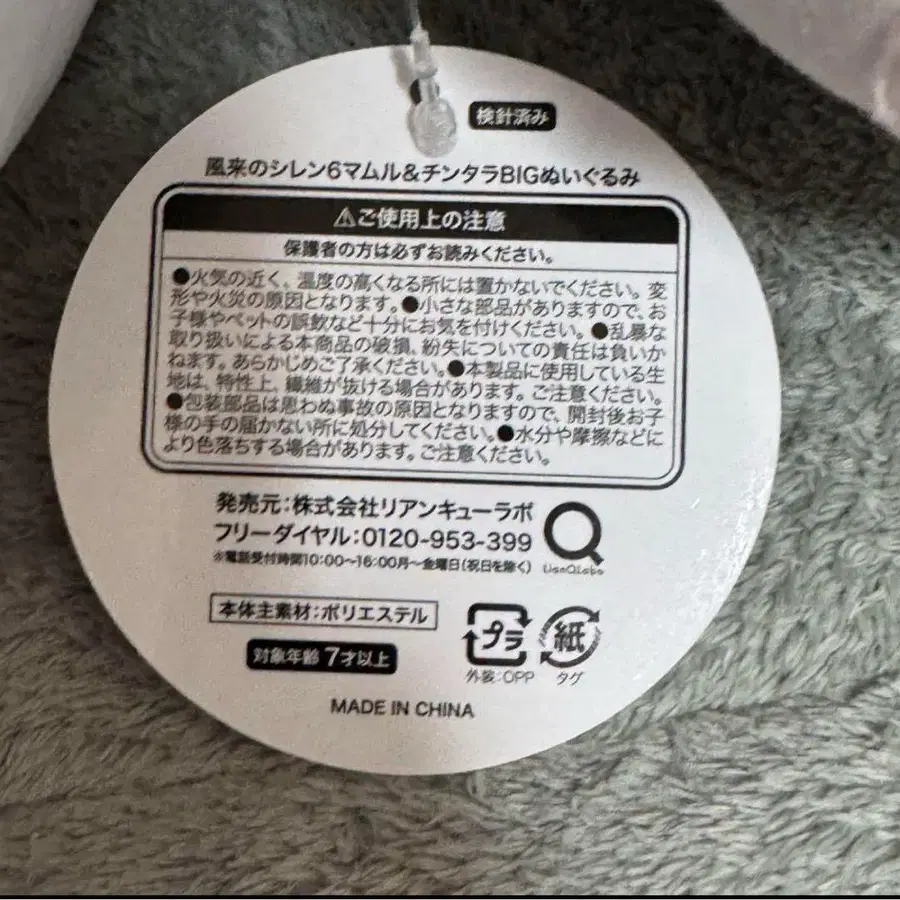 検針済み
風来のシレン6マムル&チンタラBIGぬいぐるみ
⚠ご使用上の注意
保護者の方は必ずお読みください。
●火気の近く、温度の高くなる所には置かないでください。変
形や火災の原因となります。●小さな部品がありますので、お
子様やペットの誤飲など十分にお気を付けください。●乱暴な
取り扱いによる本商品の破損、紛失についての責任は負いか
ねます。あらかじめご了承ください。●本製品に使用している生
地は、特性上、繊維が抜ける場合があります。ご注意ください。
●包装部品は思わぬ事故の原因となりますので、開封後お子
様の手の届かない所に処分してください。●水分や摩擦などに
より色落ちする場合があります。ご注意ください。
発売元:株式会社リアンキューラボ
フリーダイヤル:0120-953-399
※電話受付時間10:00〜16:00月〜金曜日(祝日を除く)
LienQLabo
本体主素材:ポリエステル
対象年齢 7才以上
プラ 紙
外装:OPP タグ
MADE IN CHINA